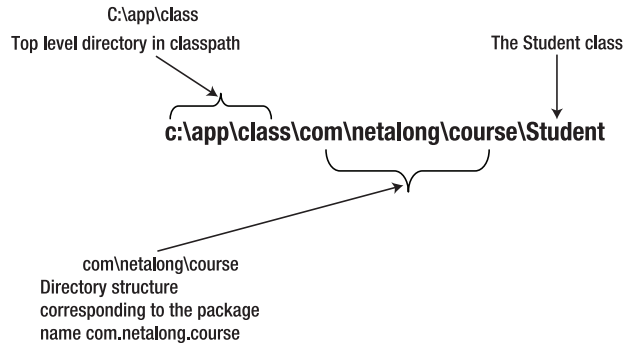 C:\app\class
Top level directory in classpath
The Student class
c:\app\class\com\netalong\course\Student
com\netalong\course
Directory structure
corresponding to the package
name com.netalong.course